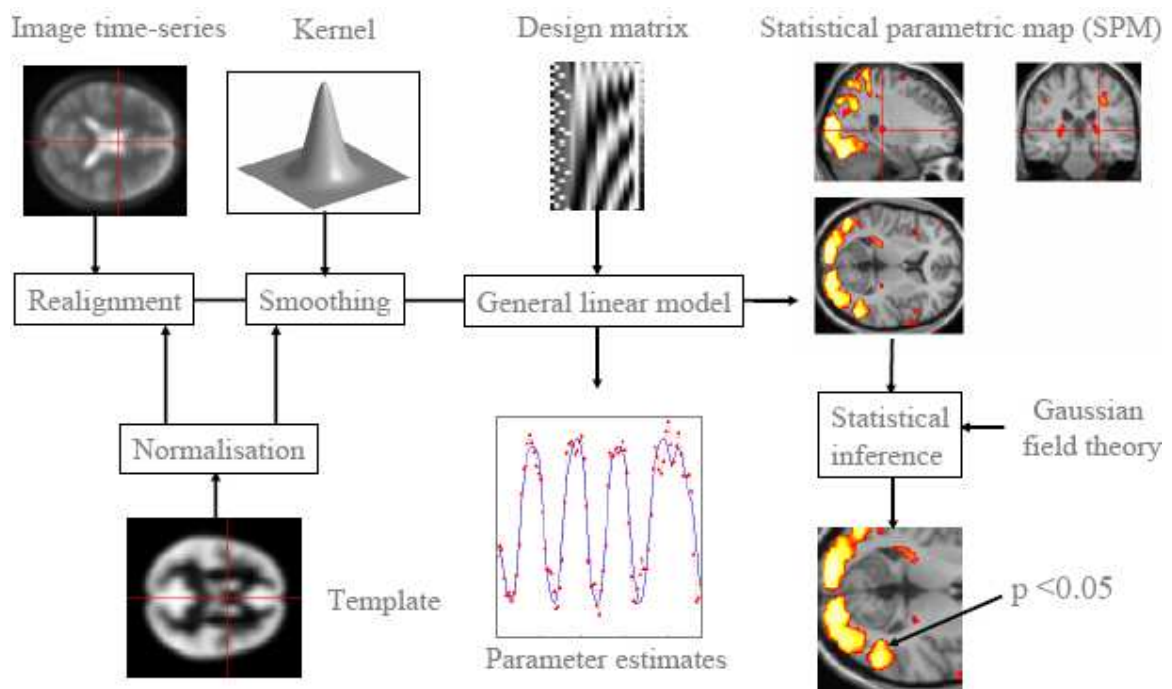 Image time-series
Kernel
Design matrix
Statistical parametric map (SPM)
Realignment
Smoothing
General linear model
Normalisation
Statistical
inference
Gaussian
field theory
Template
Parameter estimates
p <0.05